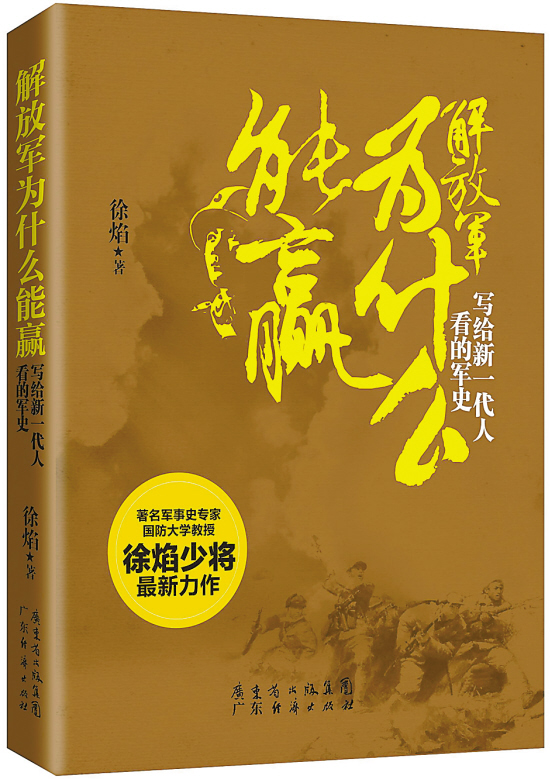 解放军为什么能赢
写给新一代人
看的军史
徐焰★著
廣東省出版集團
广东经济出版社
解放军
为什么
能赢
写给新一代人
看的军史
徐焰★著
著名军事史专家
国防大学教授
徐焰少将
最新力作
廣東省出版集團
广东经济出版社